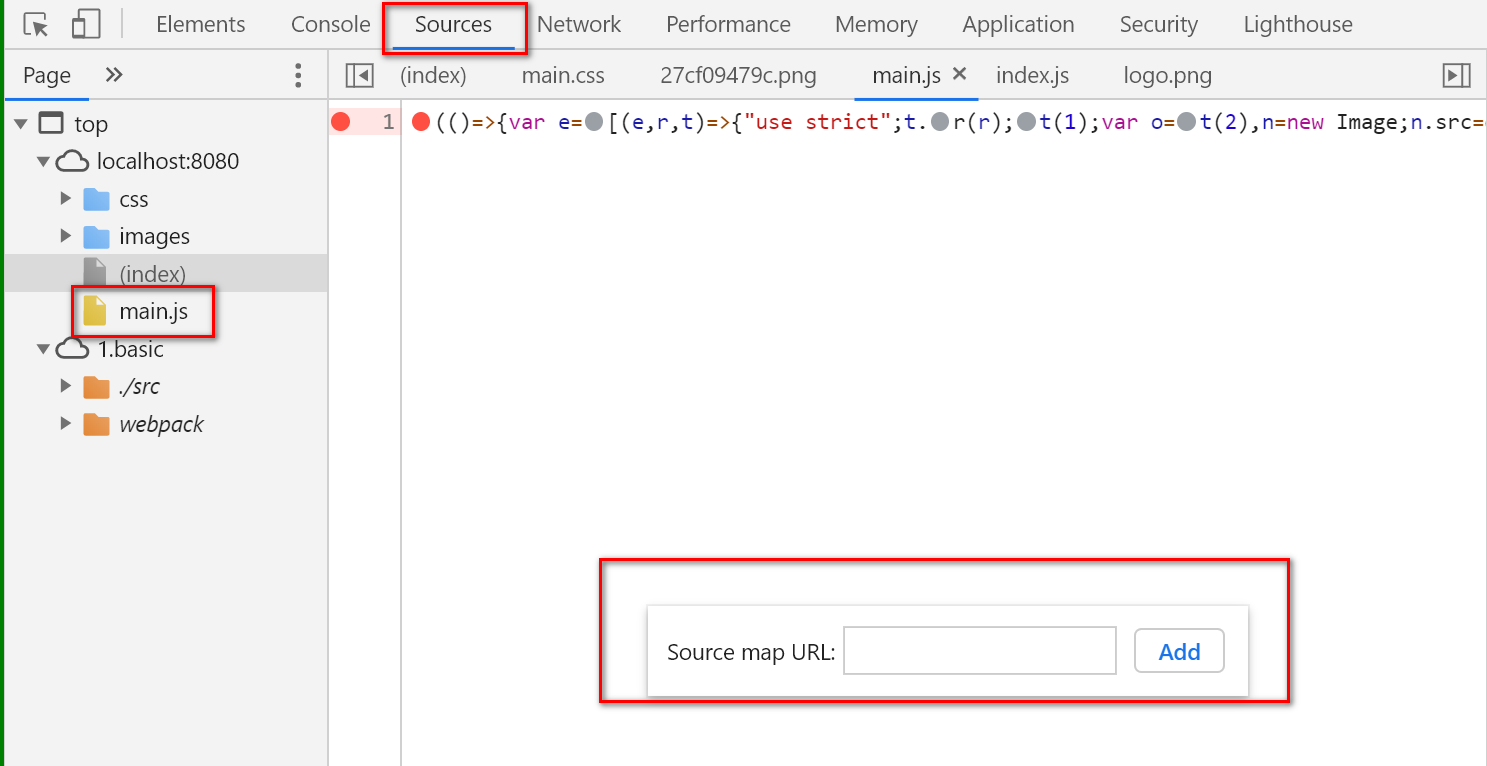 Elements Console Sources Network Performance Memory Application Security Lighthouse
Page (index) main.css 27cf09479c.png main.js × index.js logo.png
top
1 (()=>{var e=[(e,r,t)=>{"use strict";t.r(r);t(1);var o=t(2),n=new Image;n.src=
localhost:8080
css
images
(index)
main.js
1.basic
./src
webpack
Source map URL: Add